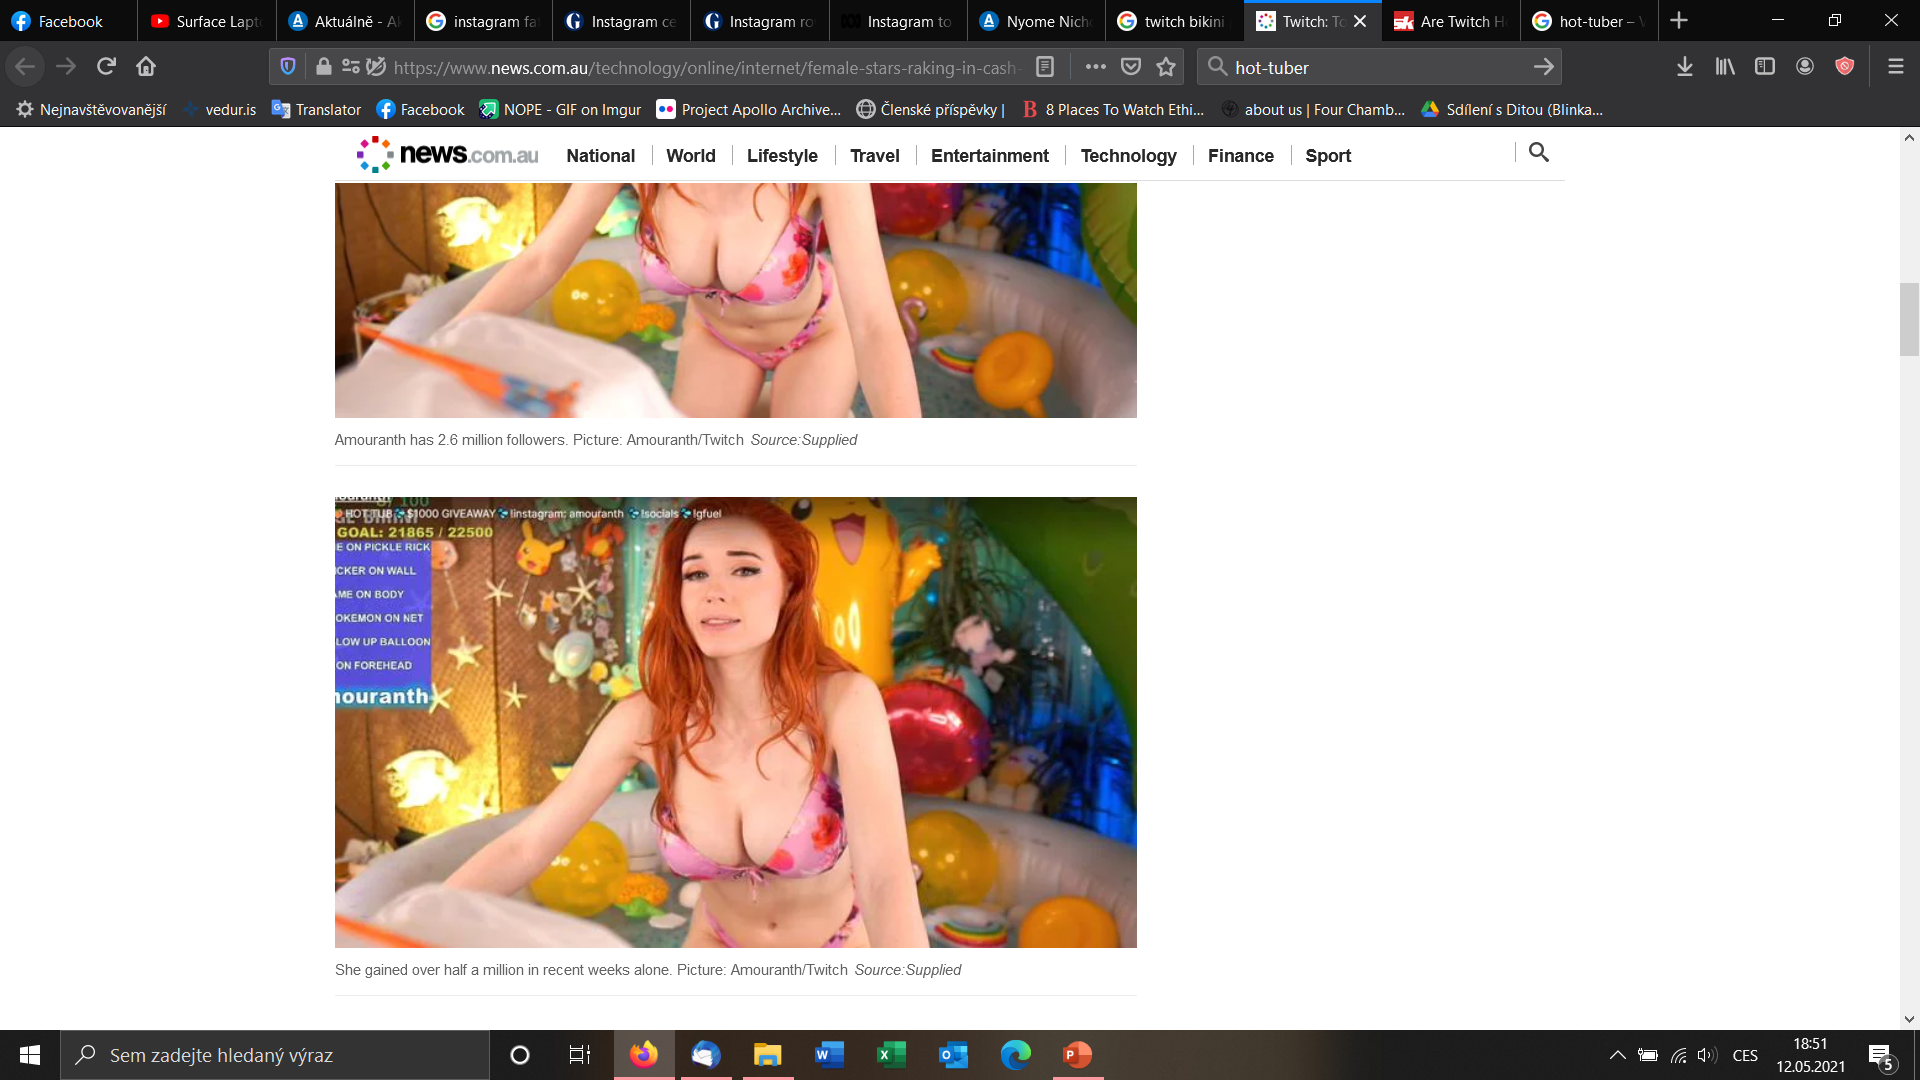 Facebook
Surface Lapt
Aktuálně - Ak
instagram fa
Instagram ce
Instagram ro
Instagram to
Nyome Nich
twitch bikini
Twitch: To
Are Twitch H
hot-tuber – V
https://www.news.com.au/technology/online/internet/female-stars-raking-in-cash-
hot-tuber
Nejnavštěvovanější
vedur.is
Translator
Facebook
NOPE - GIF on Imgur
Project Apollo Archive...
Členské příspěvky |
B 8 Places To Watch Ethi...
about us | Four Chamb...
Sdílení s Ditou (Blinka...
news.com.au
National
World
Lifestyle
Travel
Entertainment
Technology
Finance
Sport
Amouranth has 2.6 million followers. Picture: Amouranth/Twitch Source:Supplied
HOT TUB $1000 GIVEAWAY !instagram: amouranth !socials !gfuel
GOAL: 21865 / 22500
E ON PICKLE RICK
CKER ON WALL
AME ON BODY
OKEMON ON NET
LOW UP BALLOON
ON FOREHEAD
mouranth
She gained over half a million in recent weeks alone. Picture: Amouranth/Twitch Source:Supplied
Sem zadejte hledaný výraz
CES
18:51
12.05.2021
5